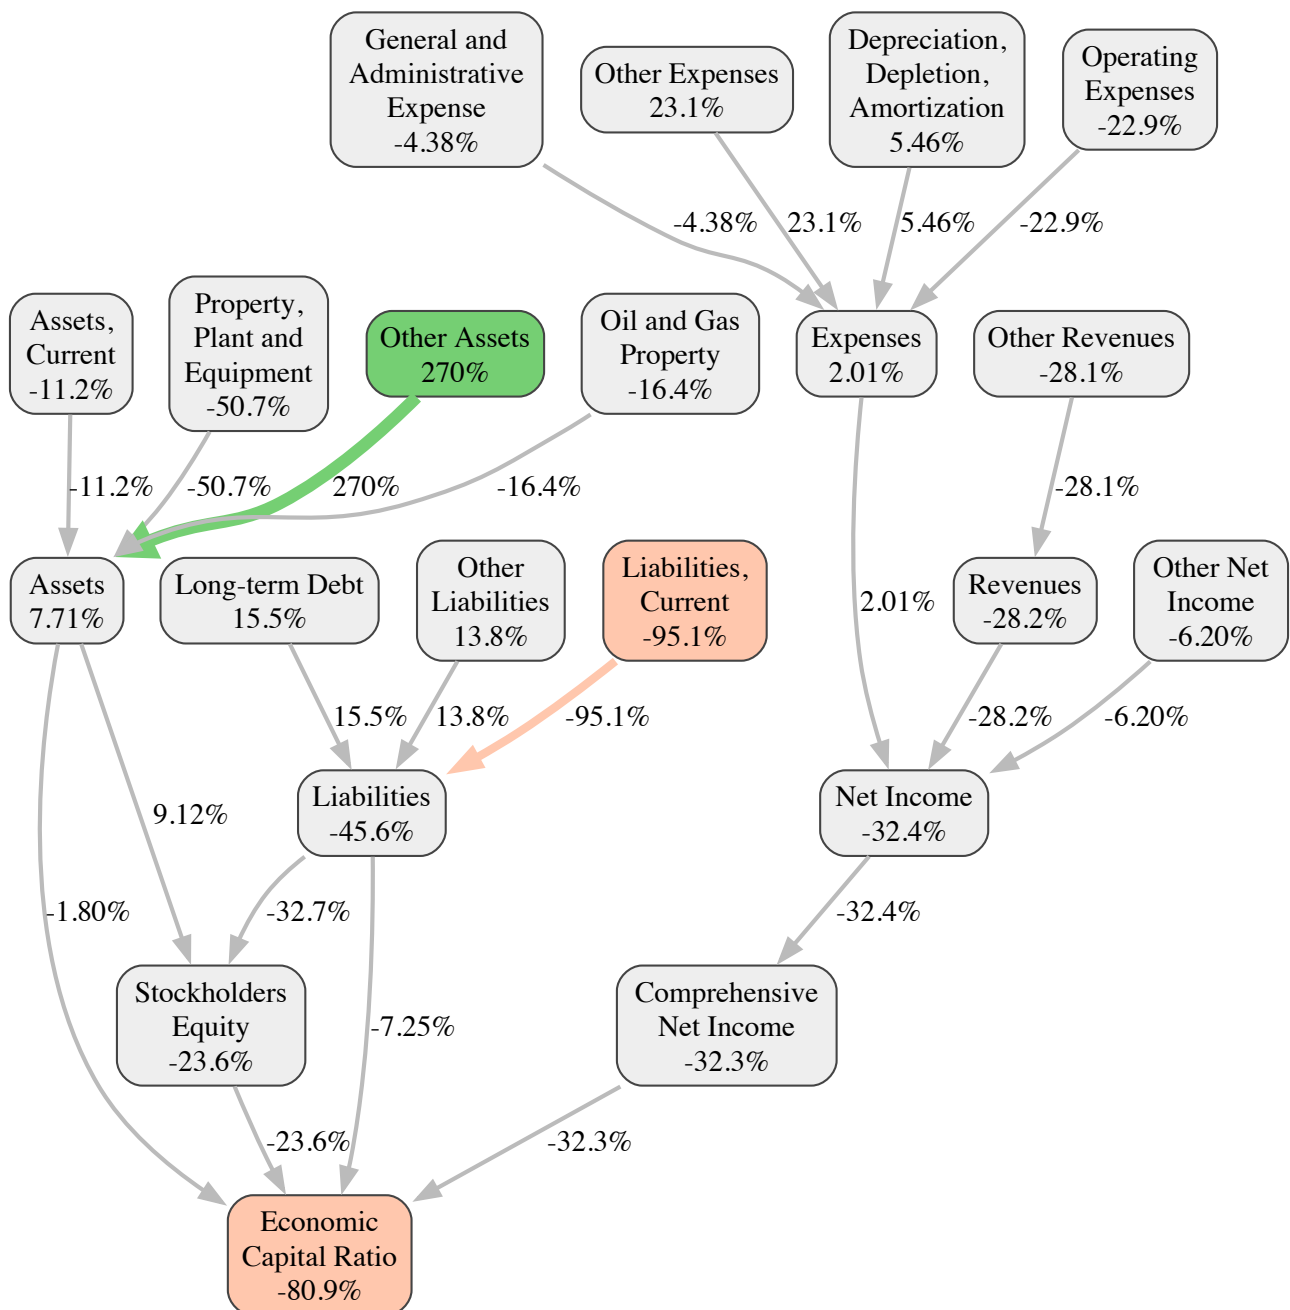 General and
Administrative
Expense
-4.38%
Other Expenses
23.1%
Depreciation,
Depletion,
Amortization
5.46%
Operating
Expenses
-22.9%
-4.38%
23.1%
5.46%
-22.9%
Assets,
Current
-11.2%
Property,
Plant and
Equipment
-50.7%
Other Assets
270%
Oil and Gas
Property
-16.4%
Expenses
2.01%
Other Revenues
-28.1%
-11.2%
-50.7%
270%
-16.4%
-28.1%
Assets
7.71%
Long-term Debt
15.5%
Other
Liabilities
13.8%
Liabilities,
Current
-95.1%
2.01%
Revenues
-28.2%
Other Net
Income
-6.20%
15.5%
13.8%
-95.1%
-28.2%
-6.20%
9.12%
Liabilities
-45.6%
Net Income
-32.4%
-1.80%
-32.7%
-32.4%
Stockholders
Equity
-23.6%
-7.25%
Comprehensive
Net Income
-32.3%
-23.6%
-32.3%
Economic
Capital Ratio
-80.9%